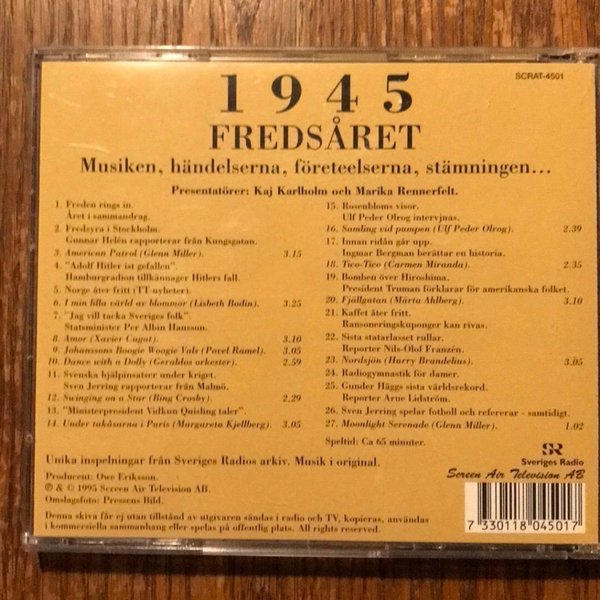 SCRAT-4501
1945
FREDSÅRET
Musiken, händelserna, företeelserna, stämningen...
Presentatörer: Kaj Karlholm och Marika Rennerfelt.
1. Freden rings in.
Året i sammandrag.
2. Fredsyra i Stockholm.
Gunnar Helén rapporterar från Kungsgatan.
3. American Patrol (Glenn Miller). 3.15
4. "Adolf Hitler ist gefallen".
Hamburgradion tillkännager Hitlers fall.
5. Norge åter fritt (TT-nyheter).
6. I min lilla värld av blommor (Lisbeth Bodin). 3.25
7. "Jag vill tacka Sveriges folk".
Statsminister Per Albin Hansson.
8. Amor (Xavier Cugat). 3.10
9. Johanssons Boogie Woogie Vals (Povel Ramel). 3.05
10. Dance with a Dolly (Geraldos orkester). 2.59
11. Svenska hjälpinsatser under kriget.
Sven Jerring rapporterar från Malmö.
12. Swinging on a Star (Bing Crosby). 2.29
13. "Ministerpresident Vidkun Quisling taler".
14. Under takåsarna i Paris (Margareta Kjellberg). 3.05
15. Rosenbloms visor.
Ulf Peder Olrog intervjuas.
16. Samling vid pumpen (Ulf Peder Olrog). 2.39
17. Innan ridån går upp.
Ingmar Bergman berättar en historia.
18. Tico-Tico (Carmen Miranda). 2.35
19. Bomben över Hiroshima.
President Truman förklarar för amerikanska folket.
20. Fjällgutan (Märta Ahlberg). 3.10
21. Kaffet åter fritt.
Ransoneringskuponger kan rivas.
22. Sista statarlasset rullar.
Reporter Nils-Olof Franzén.
23. Nordsjön (Harry Brandelius). 3.05
24. Radiogymnastik för damer.
25. Gunder Häggs sista världsrekord.
Reporter Arne Lidström.
26. Sven Jerring spelar fotboll och refererar - samtidigt.
27. Moonlight Serenade (Glenn Miller). 1.02
Speltid: Ca 65 minuter.
Unika inspelningar från Sveriges Radios arkiv. Musik i original.
Producent: Owe Eriksson.
℗ & © 1995 Screen Air Television AB.
Omslagsfoto: Pressens Bild.
Denna skiva får ej utan tillstånd av utgivaren sändas i radio och TV, kopieras, användas
i kommersiella sammanhang eller spelas på offentlig plats. All rights reserved.
SR
Sveriges Radio
Screen Air Television AB
7 330118 045017